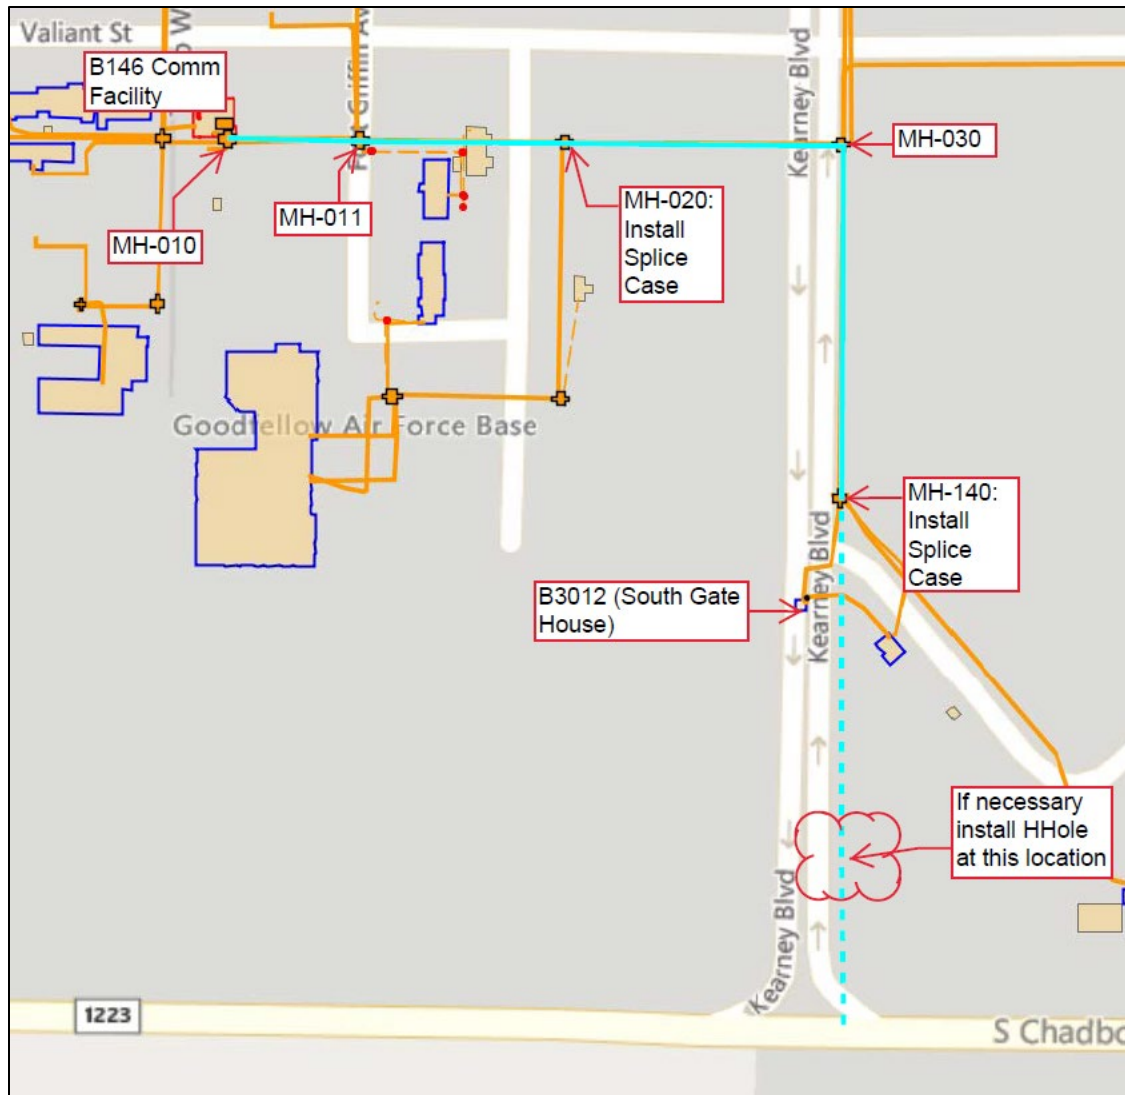 Valiant St
B146 Comm
Facility
Griffin Av
Kearney Blvd
MH-030
MH-011
MH-010
MH-020:
Install
Splice
Case
Goodfellow Air Force Base
MH-140:
Install
Splice
Case
Kearney Blvd
B3012 (South Gate
House)
If necessary
install HHole
at this location
Kearney Blvd
1223
S Chadbo